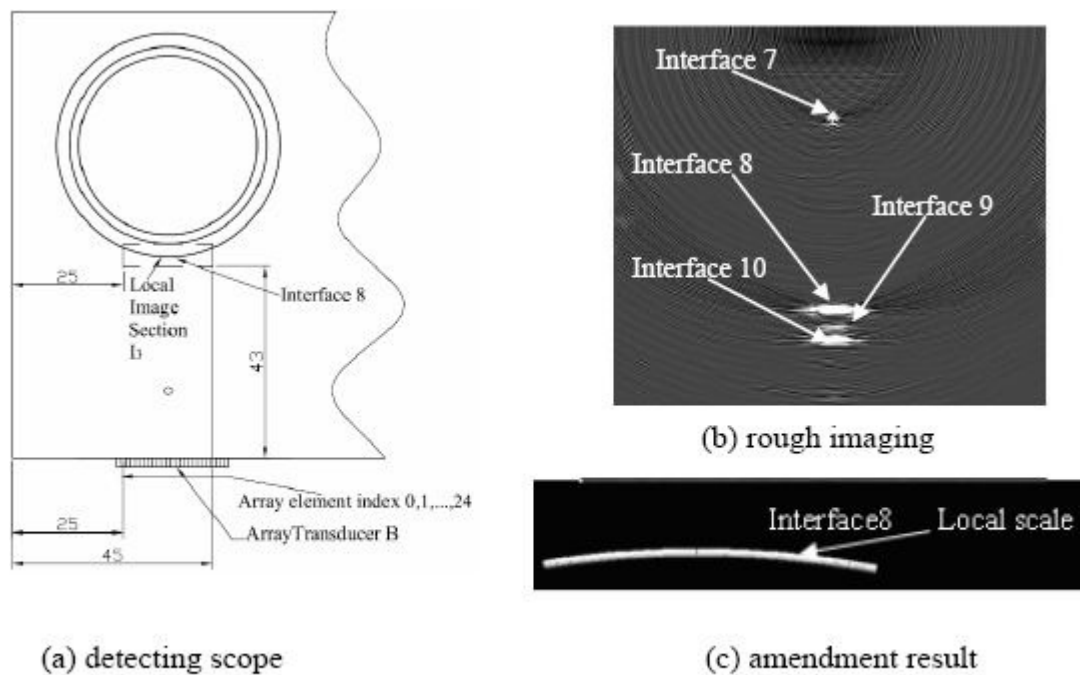 25
Local
Image
Section
Interface 8
43
Array element index 0,1,...,24
25
ArrayTransducer B
45
(a) detecting scope
Interface 7
Interface 8
Interface 9
Interface 10
(b) rough imaging
Interface8
Local scale
(c) amendment result